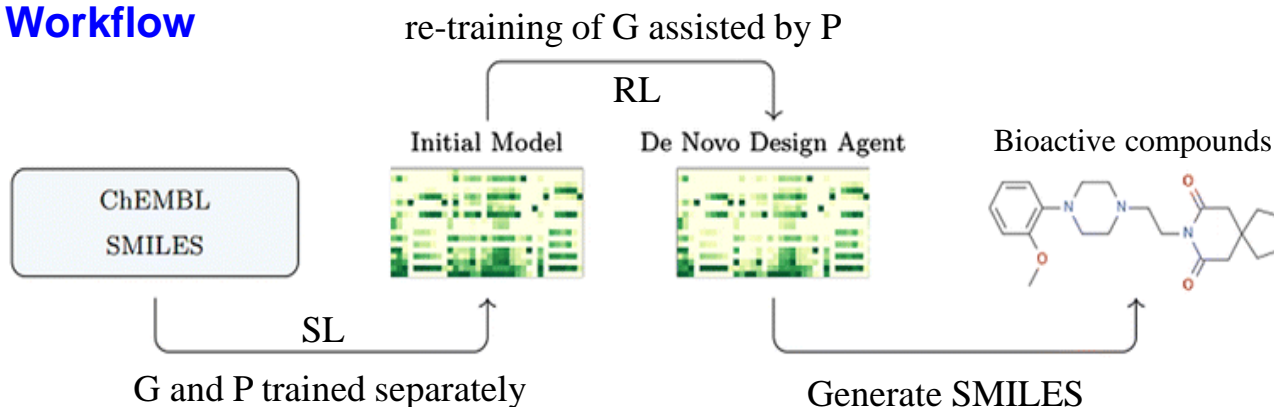 Workflow
re-training of G assisted by P
RL
Initial Model
De Novo Design Agent
Bioactive compounds
ChEMBL
SMILES
N
N
N
O
O
O
SL
G and P trained separately
Generate SMILES